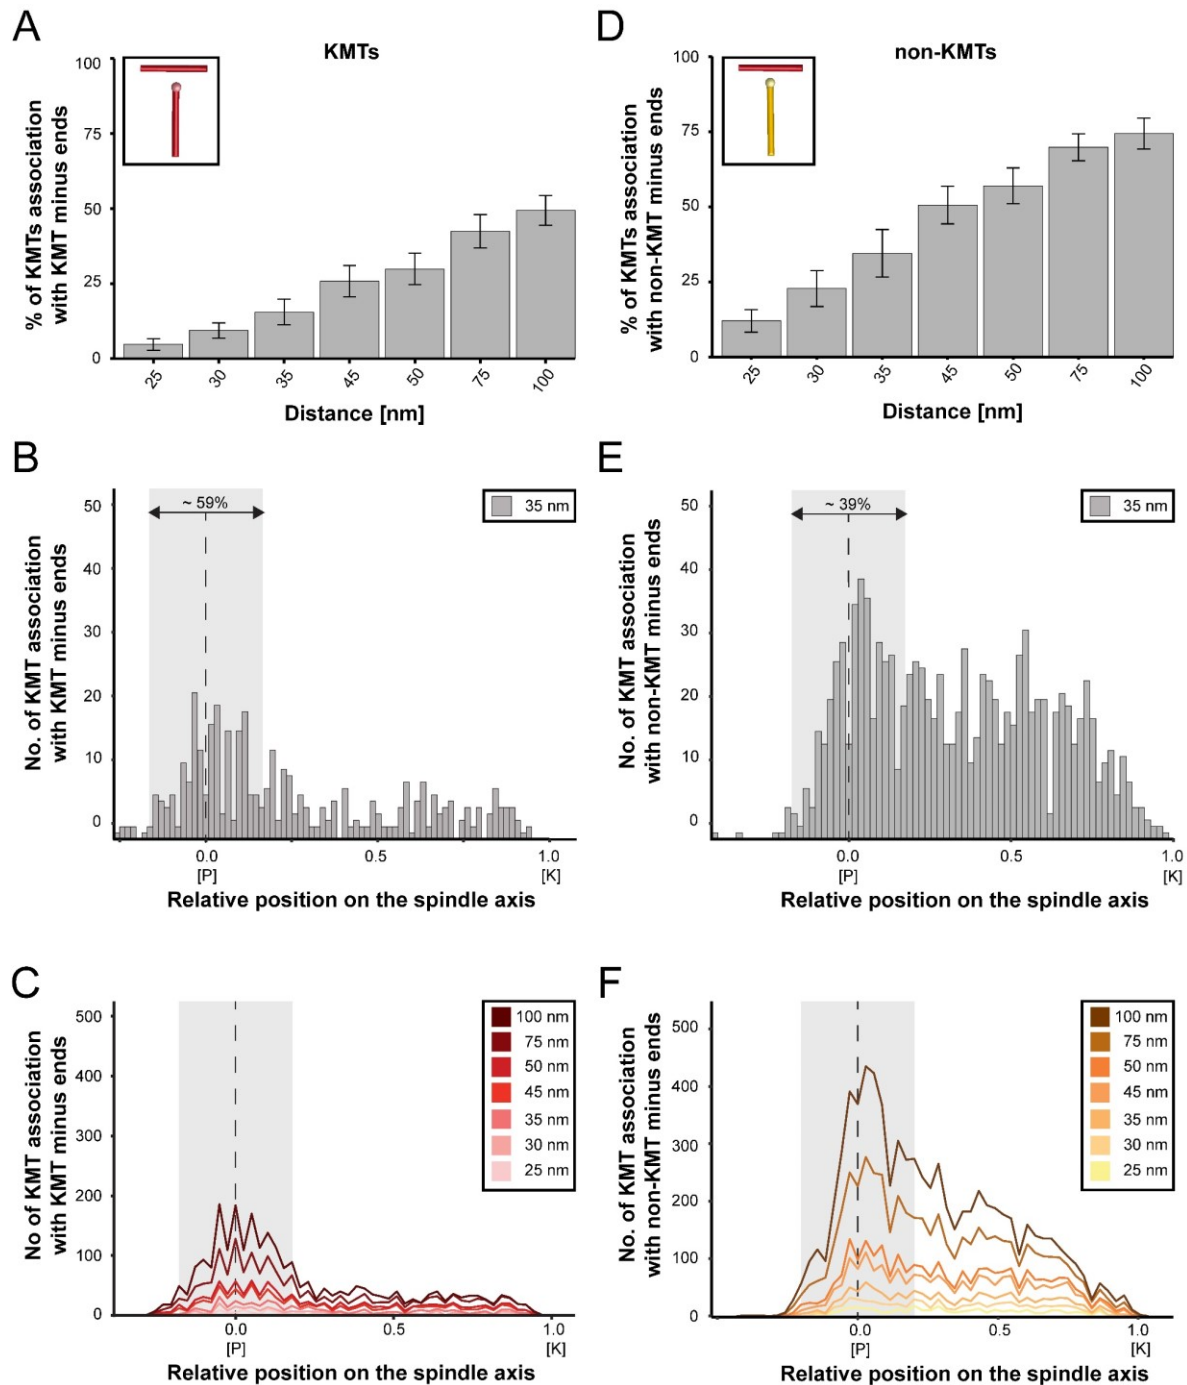 A
KMTs
% of KMTs association
with KMT minus ends
100
75
50
25
0
25
30
35
45
50
75
100
Distance [nm]
D
non-KMTs
% of KMTs association
with non-KMT minus ends
100
75
50
25
0
25
30
35
45
50
75
100
Distance [nm]
B
No. of KMT association
with KMT minus ends
50
40
30
20
10
0
~ 59%
35 nm
0.0
0.5
1.0
[P]
[K]
Relative position on the spindle axis
E
No. of KMT association
with non-KMT minus ends
50
40
30
20
10
0
~ 39%
35 nm
0.0
0.5
1.0
[P]
[K]
Relative position on the spindle axis
C
No of KMT association
with KMT minus ends
500
400
300
200
100
0
100 nm
75 nm
50 nm
45 nm
35 nm
30 nm
25 nm
0.0
0.5
1.0
[P]
[K]
Relative position on the spindle axis
F
No. of KMT association
with non-KMT minus ends
500
400
300
200
100
0
100 nm
75 nm
50 nm
45 nm
35 nm
30 nm
25 nm
0.0
0.5
1.0
[P]
[K]
Relative position on the spindle axis